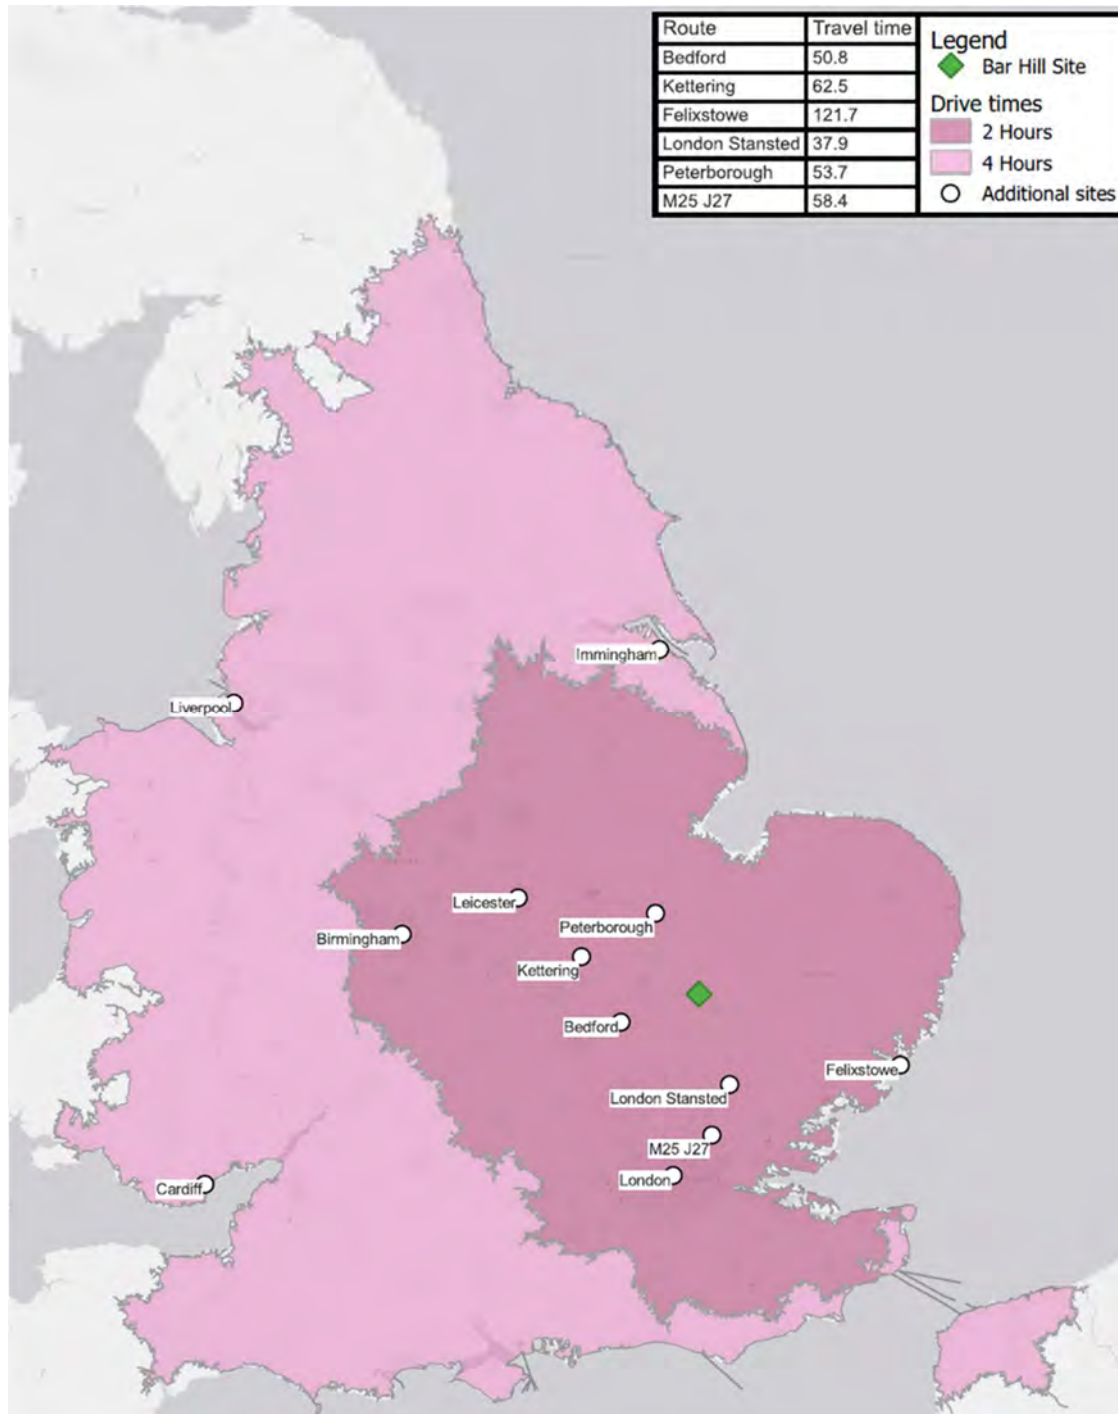 Route Travel time
Bedford 50.8
Kettering 62.5
Felixstowe 121.7
London Stansted 37.9
Peterborough 53.7
M25 J27 58.4
Legend
Bar Hill Site
Drive times
2 Hours
4 Hours
Additional sites
Immingham
Liverpool
Leicester
Peterborough
Birmingham
Kettering
Bedford
Felixstowe
London Stansted
M25 J27
London
Cardiff